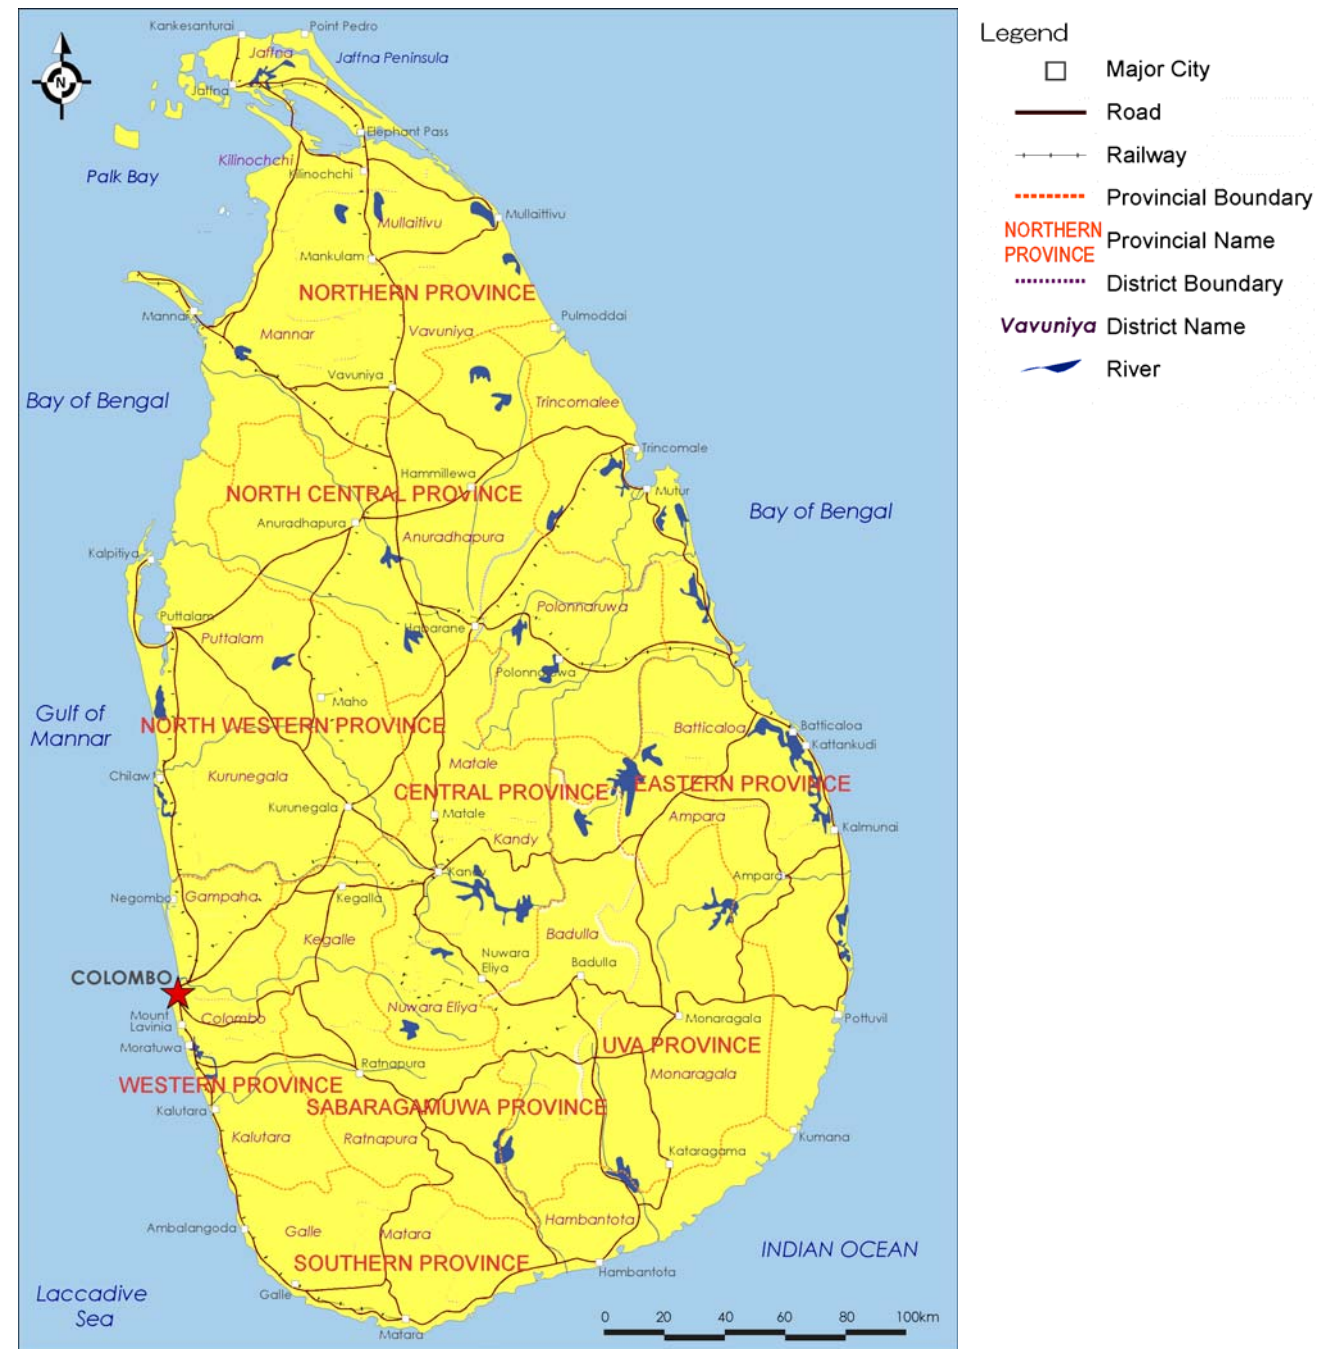 Kankesanturai
Point Pedro
Jaffna
Jaffna Peninsula
Jaffna
Elephant Pass
Kilinochchi
Kilinochchi
Palk Bay
Mullaitivu
Mullaittivu
Mankulam
NORTHERN PROVINCE
Mannar
Pulmoddai
Mannar
Vavuniya
Vavuniya
Bay of Bengal
Trincomalee
Trincomale
Hammillewa
NORTH CENTRAL PROVINCE
Mutur
Bay of Bengal
Anuradhapura
Anuradhapura
Kalpitiya
Puttalam
Polonnaruwa
Habarane
Puttalam
Polonnaruwa
Maho
Gulf of
Mannar
NORTH WESTERN PROVINCE
Batticaloa
Batticaloa
Kattankudi
Matale
Chilaw
Kurunegala
CENTRAL PROVINCE
EASTERN PROVINCE
Kurunegala
Matale
Ampara
Kalmunai
Kandy
Kandy
Ampara
Negombo
Gampaha
Kegalla
Kegalle
Badulla
Nuwara
Eliya
Badulla
COLOMBO
Nuwara Eliya
Mount
Lavinia
Colombo
Monaragala
Pottuvil
Moratuwa
UVA PROVINCE
Ratnapura
Monaragala
WESTERN PROVINCE
Kalutara
SABARAGAMUWA PROVINCE
Kalutara
Ratnapura
Kumana
Kataragama
Ambalangoda
Galle
Matara
Hambantota
SOUTHERN PROVINCE
INDIAN OCEAN
Hambantota
Laccadive
Sea
Galle
Matara
0 20 40 60 80 100km
N
Legend
Major City
Road
Railway
Provincial Boundary
NORTHERN
PROVINCE
Provincial Name
District Boundary
Vavuniya District Name
River